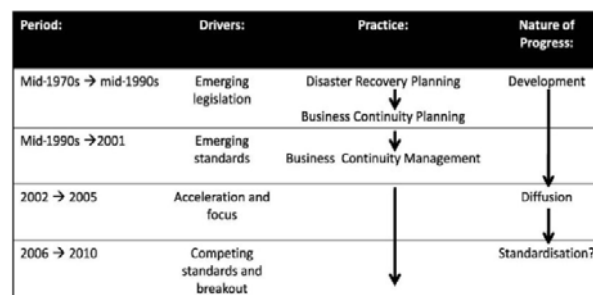 Period: Drivers: Practice: Nature of
Progress:
Mid-1970s → mid-1990s Emerging Disaster Recovery Planning Development
legislation
Business Continuity Planning
Mid-1990s →2001 Emerging
standards Business Continuity Management
2002 → 2005 Acceleration and Diffusion
focus
2006 → 2010 Competing Standardisation?
standards and
breakout